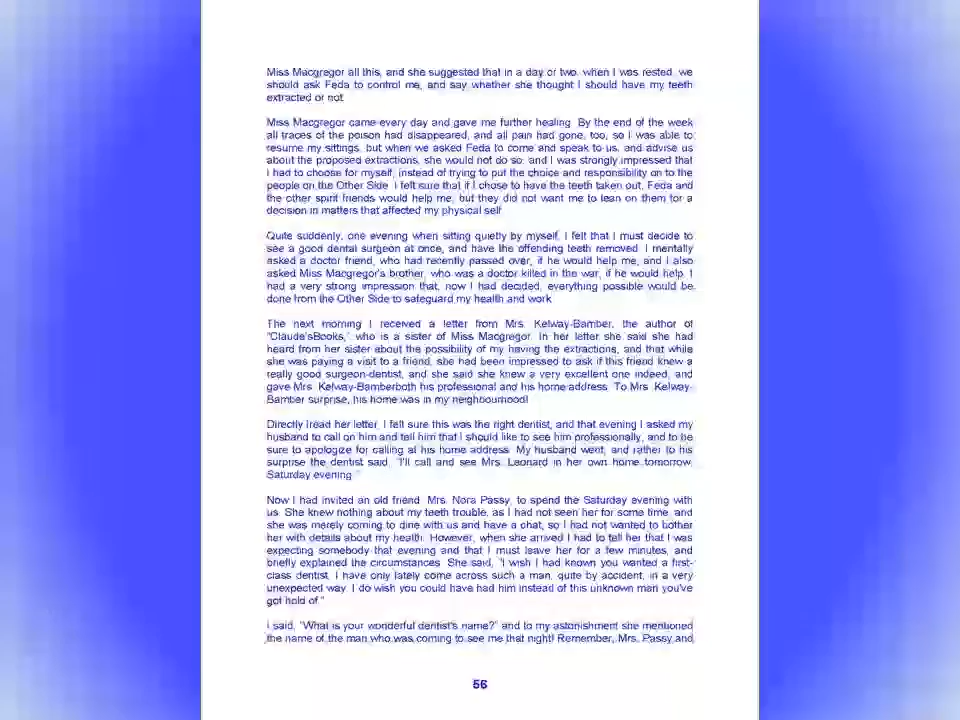 Miss Macgregor all this, and she suggested that in a day or two, when I was rested, we
should ask Feda to control me, and say whether she thought I should have my teeth
extracted or not.
Miss Macgregor came every day and gave me further healing. By the end of the week
all traces of the poison had disappeared, and all pain had gone, too, so I was able to
resume my sittings, but when we asked Feda to come and speak to us, and advise us
about the proposed extractions, she would not do so, and I was strongly impressed that
I had to choose for myself, instead of trying to put the choice and responsibility on to the
people on the Other Side. I felt sure that if I chose to have the teeth taken out, Feda and
the other spirit friends would help me, but they did not want me to lean on them for a
decision in matters that affected my physical self.
Quite suddenly, one evening when sitting quietly by myself, I felt that I must decide to
see a good dental surgeon at once, and have the offending teeth removed. I mentally
asked a doctor friend, who had recently passed over, if he would help me, and I also
asked Miss Macgregor's brother, who was a doctor killed in the war, if he would help. I
had a very strong impression that, now I had decided, everything possible would be
done from the Other Side to safeguard my health and work.
The next morning I received a letter from Mrs. Kelway-Bamber, the author of
"Claude'sBooks," who is a sister of Miss Macgregor. In her letter she said she had
heard from her sister about the possibility of my having the extractions, and that while
she was paying a visit to a friend, she had been impressed to ask if this friend knew a
really good surgeon-dentist, and she said she knew a very excellent one indeed, and
gave Mrs. Kelway-Bamberboth his professional and his home address. To Mrs. Kelway-
Bamber surprise, his home was in my neighbourhood!
Directly Iread her letter, I felt sure this was the right dentist, and that evening I asked my
husband to call on him and tell him that I should like to see him professionally, and to be
sure to apologize for calling at his home address. My husband went, and rather to his
surprise the dentist said, "I'll call and see Mrs. Leonard in her own home tomorrow,
Saturday evening."
Now I had invited an old friend, Mrs. Nora Passy, to spend the Saturday evening with
us. She knew nothing about my teeth trouble, as I had not seen her for some time, and
she was merely coming to dine with us and have a chat, so I had not wanted to bother
her with details about my health. However, when she arrived I had to tell her that I was
expecting somebody that evening and that I must leave her for a few minutes, and
briefly explained the circumstances. She said, "I wish I had known you wanted a first-
class dentist. I have only lately come across such a man, quite by accident, in a very
unexpected way. I do wish you could have had him instead of this unknown man you've
got hold of."
I said, "What is your wonderful dentist's name?" and to my astonishment she mentioned
the name of the man who was coming to see me that night! Remember, Mrs. Passy and
56